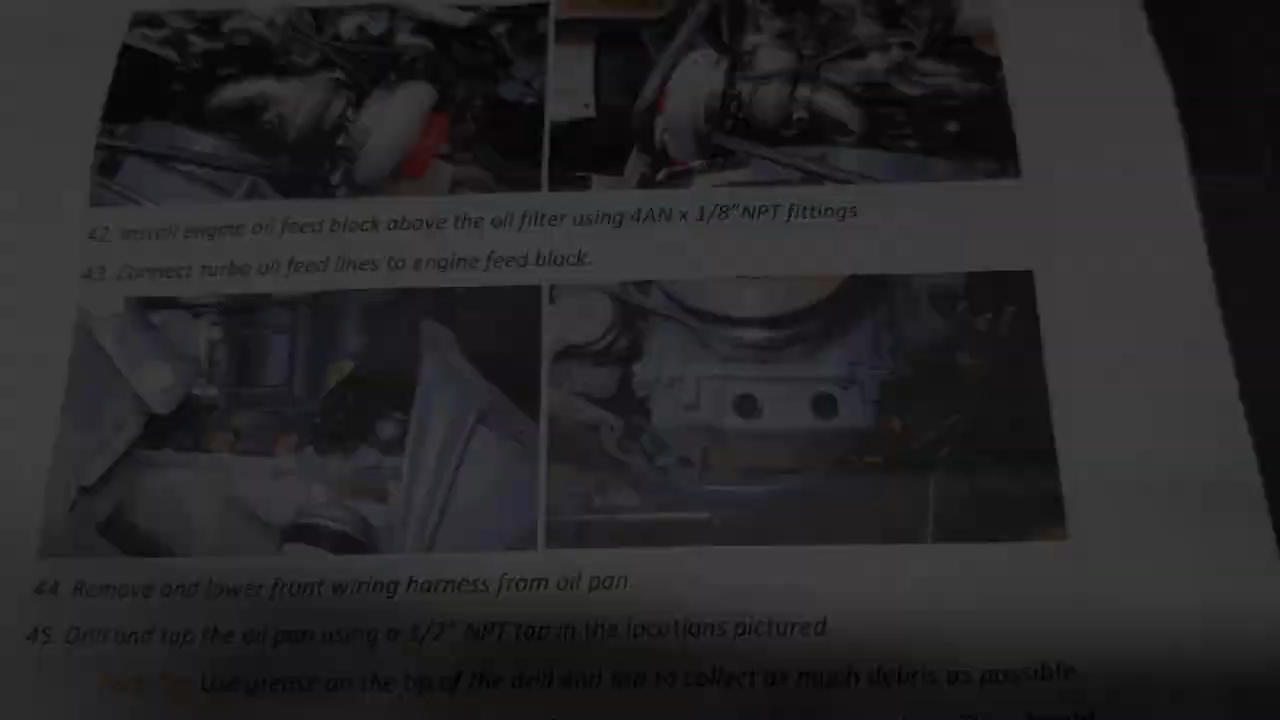 42. Install engine oil feed block above the oil filter using 4AN x 1/8"NPT fittings
43. Connect turbo oil feed lines to engine feed block.
44. Remove and lower front wiring harness from oil pan.
45. Drill and tap the oil pan using a 1/2" NPT tap in the locations pictured
Use grease on the tip of the drill and tap to collect as much debris as possible